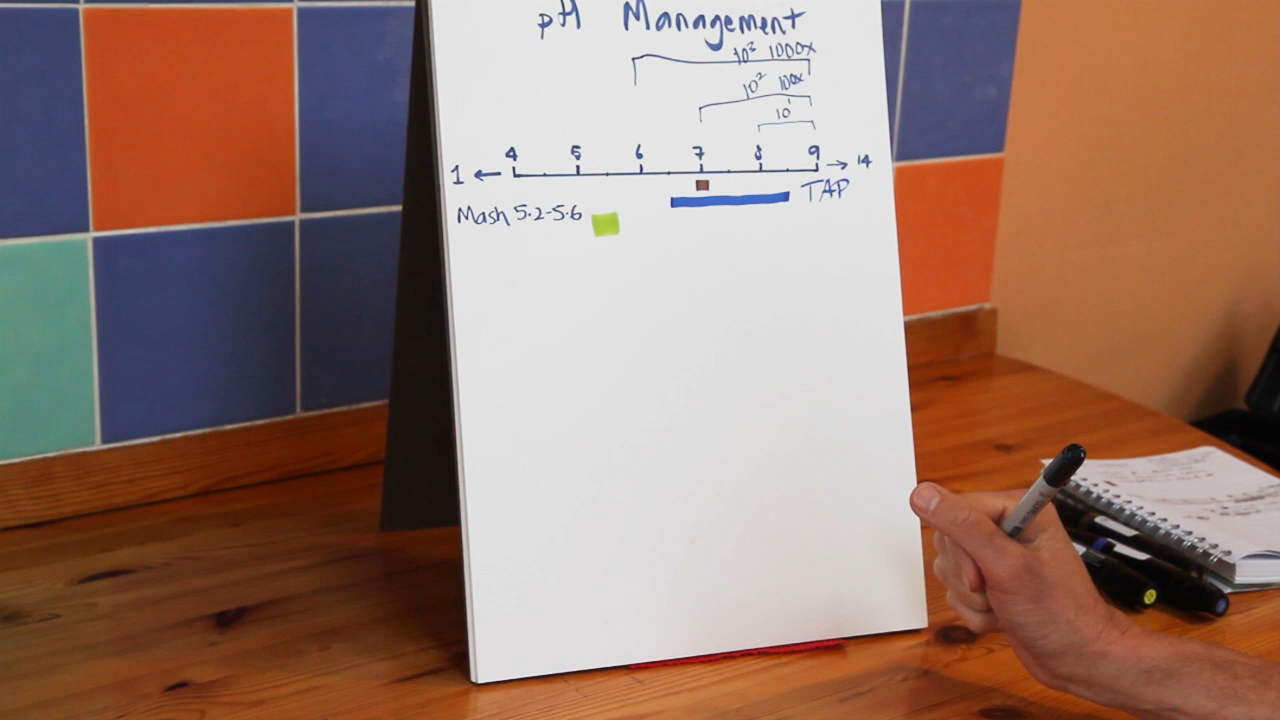 pH Management
10³ 1000x
10² 100x
10¹
4 5 6 7 8 9
1 ← → 14
TAP
Mash 5.2-5.6